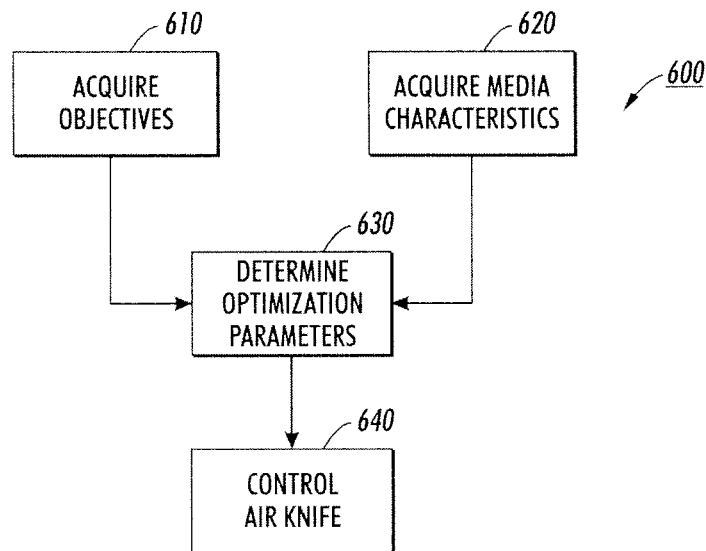 610
ACQUIRE
OBJECTIVES
620
ACQUIRE MEDIA
CHARACTERISTICS
600
630
DETERMINE
OPTIMIZATION
PARAMETERS
640
CONTROL
AIR KNIFE